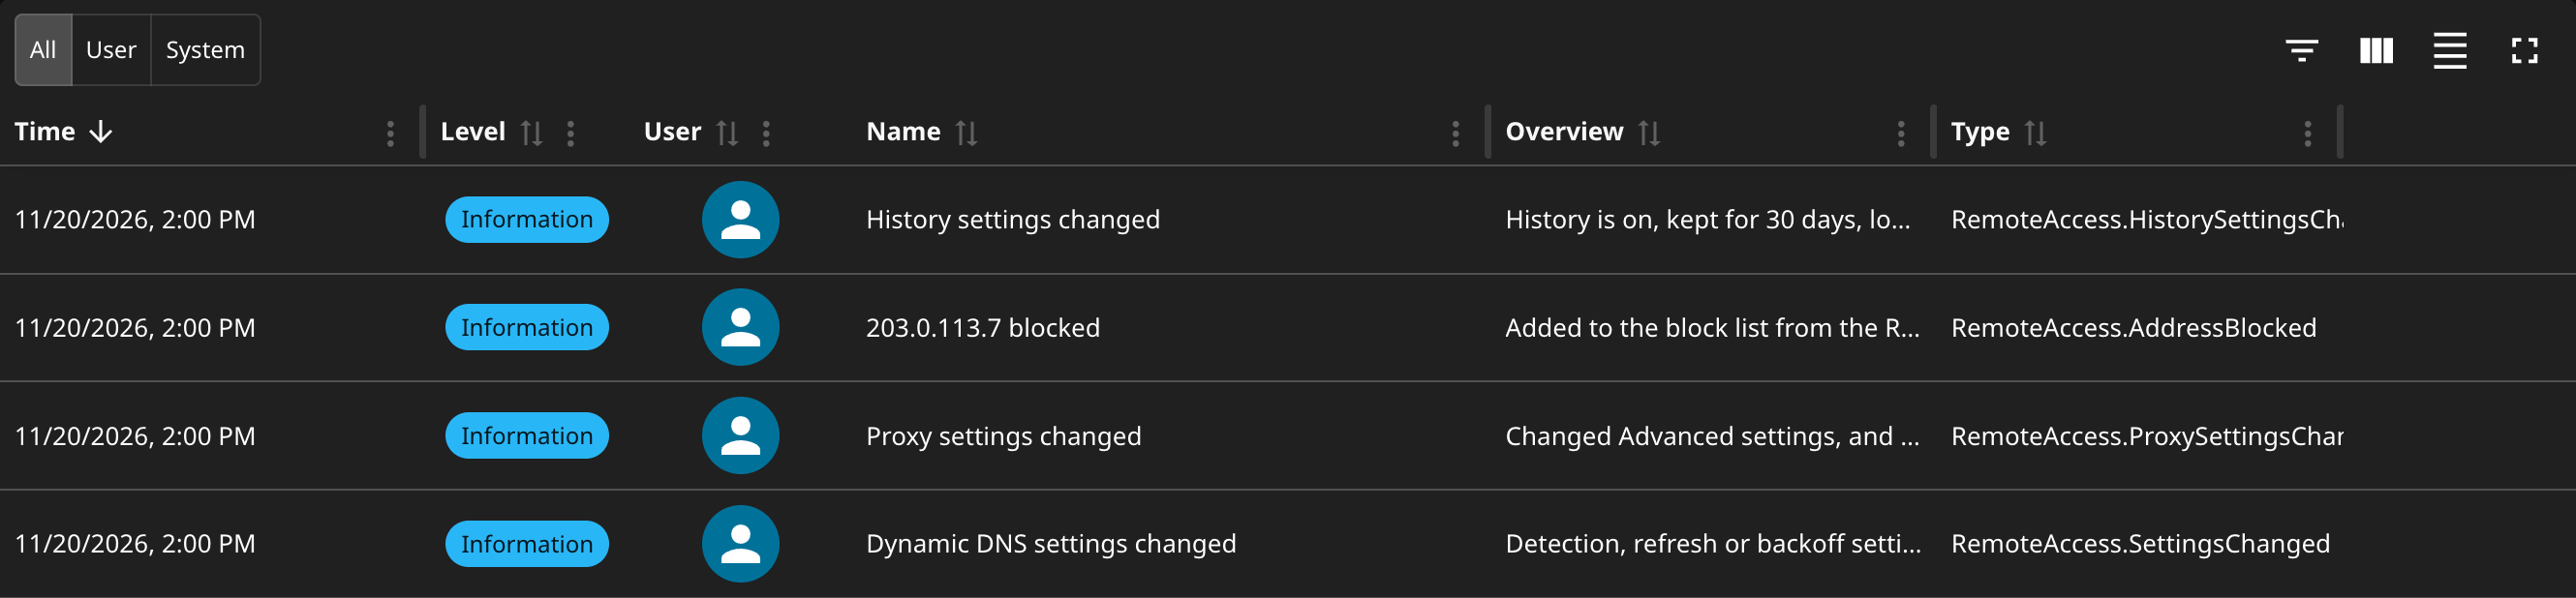 All User System
Time Level User Name Overview Type
11/20/2026, 2:00 PM Information History settings changed History is on, kept for 30 days, lo... RemoteAccess.HistorySettingsCh
11/20/2026, 2:00 PM Information 203.0.113.7 blocked Added to the block list from the R... RemoteAccess.AddressBlocked
11/20/2026, 2:00 PM Information Proxy settings changed Changed Advanced settings, and ... RemoteAccess.ProxySettingsChan
11/20/2026, 2:00 PM Information Dynamic DNS settings changed Detection, refresh or backoff setti... RemoteAccess.SettingsChanged